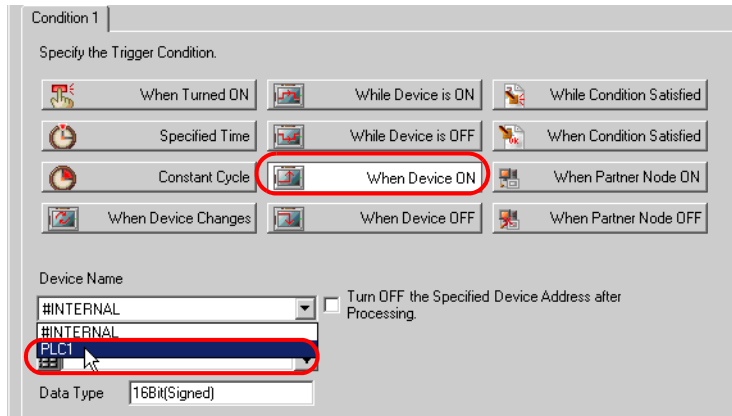 Condition 1
Specify the Trigger Condition.
When Turned ON
While Device is ON
While Condition Satisfied
Specified Time
While Device is OFF
When Condition Satisfied
Constant Cycle
When Device ON
When Partner Node ON
When Device Changes
When Device OFF
When Partner Node OFF
Device Name
#INTERNAL
Turn OFF the Specified Device Address after
Processing.
#INTERNAL
PLC1
Data Type
16Bit(Signed)